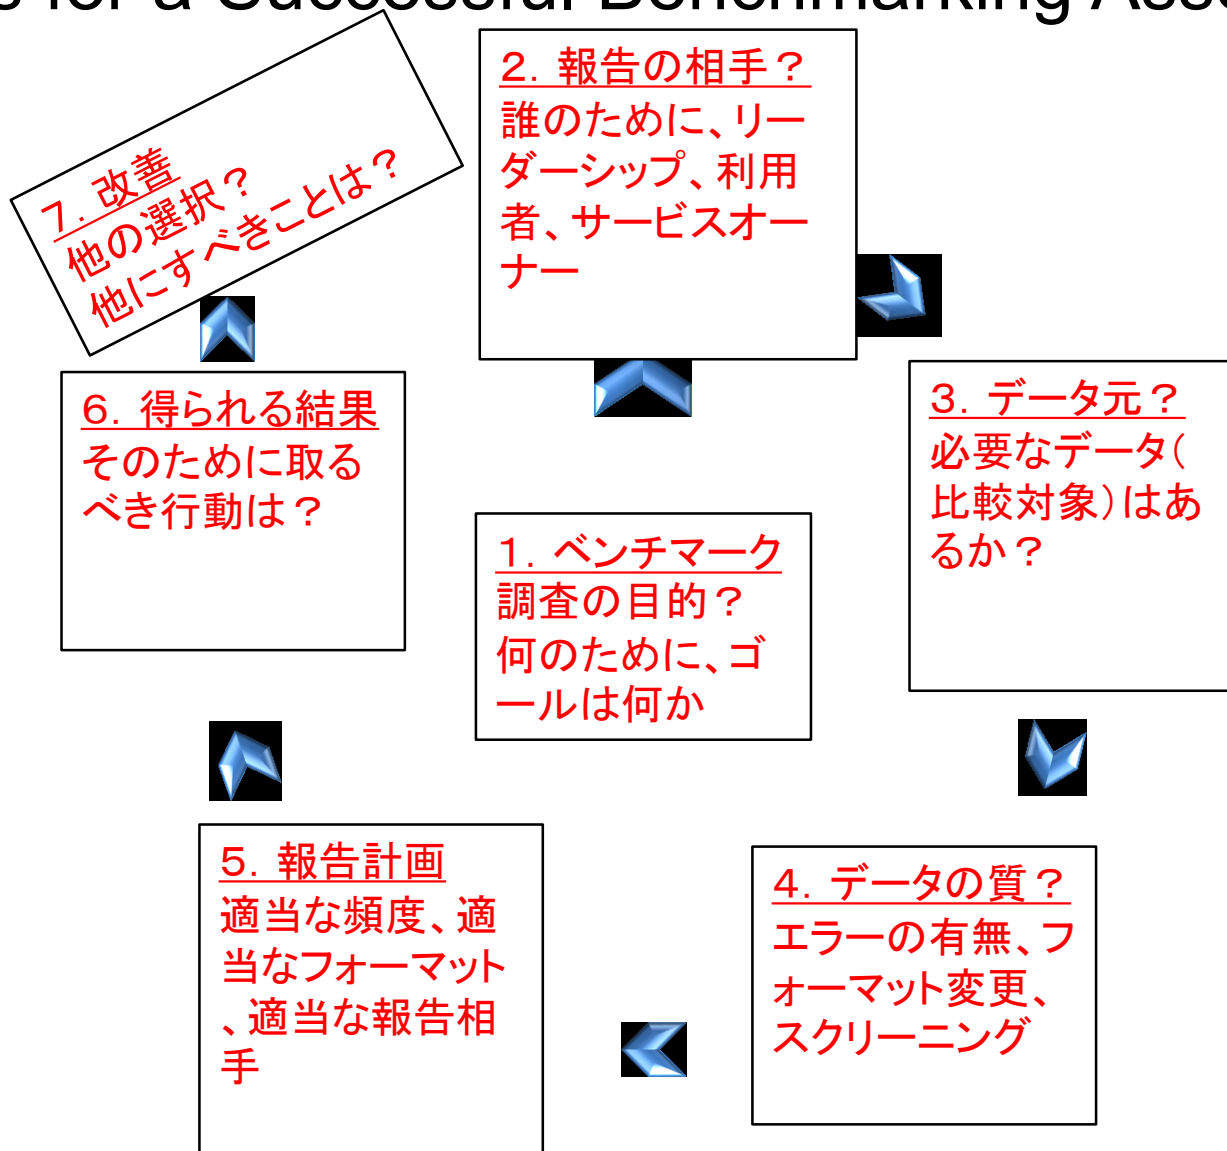 s for a Successful Benchmarking Asse
2．報告の相手？
誰のために、リー
ダーシップ、利用
者、サービスオー
ナー
7．改善
他の選択？
他にすべきことは？
6．得られる結果
そのために取る
べき行動は？
3．データ元？
必要なデータ（
比較対象）はあ
るか？
1．ベンチマーク
調査の目的？
何のために、ゴ
ールは何か
5．報告計画
適当な頻度、適
当なフォーマット
、適当な報告相
手
4．データの質？
エラーの有無、フ
ォーマット変更、
スクリーニング